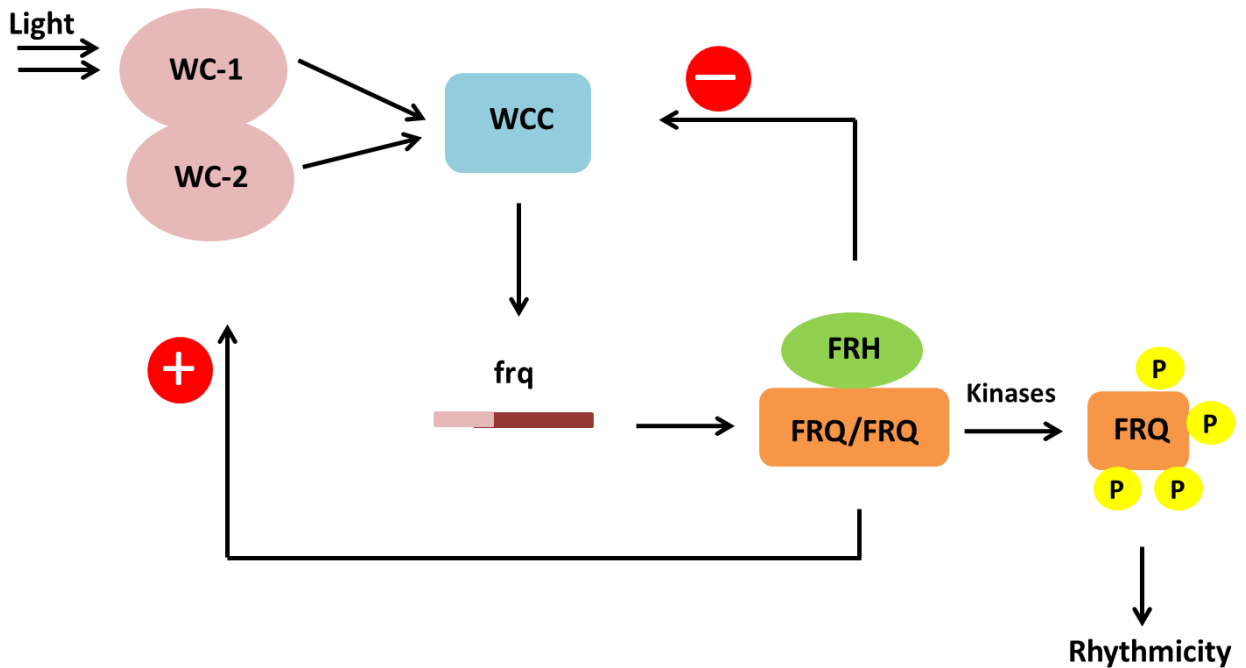 Light
WC-1
WC-2
WCC
−
+
frq
FRH
FRQ/FRQ
Kinases
FRQ
P
P
P
P
Rhythmicity